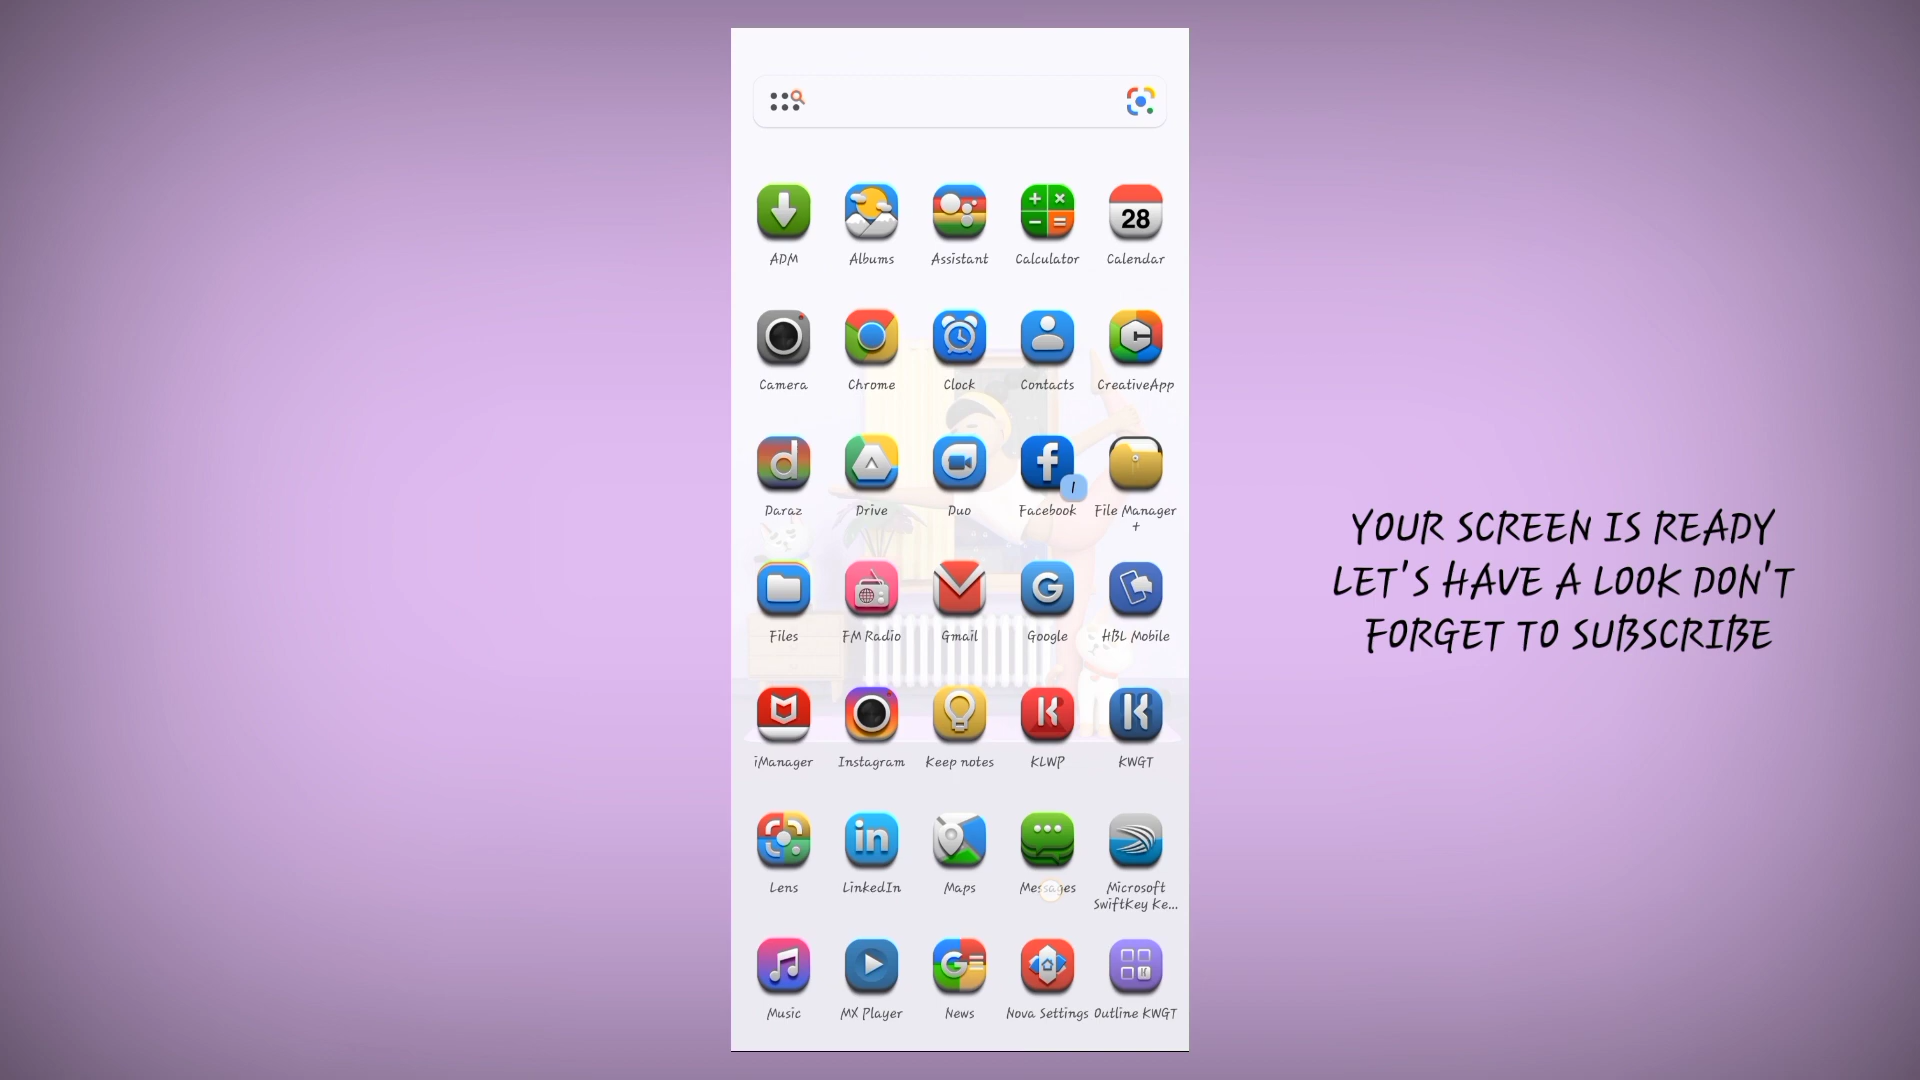 28
ADM Albums Assistant Calculator Calendar
Camera Chrome Clock Contacts CreativeApp
1
Daraz Drive Duo Facebook File Manager
+
Files FM Radio Gmail Google HBL Mobile
iManager Instagram Keep notes KLWP KWGT
in
Lens LinkedIn Maps Messages Microsoft
SwiftKey Ke...
Music MX Player News Nova Settings Outline KWGT
YOUR SCREEN IS READY
LET'S HAVE A LOOK DON'T
FORGET TO SUBSCRIBE